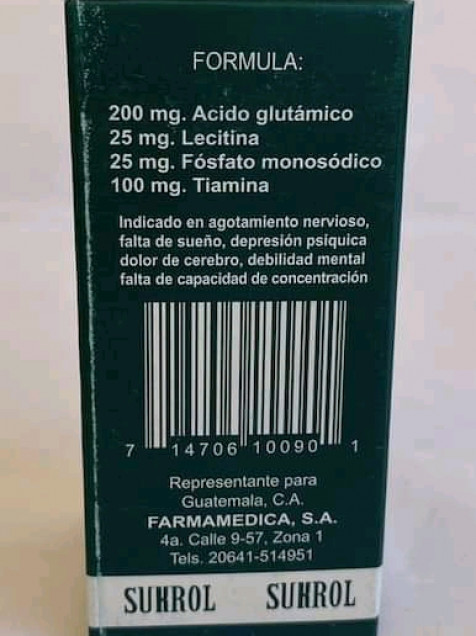 FORMULA:
200 mg. Acido glutámico
25 mg. Lecitina
25 mg. Fósfato monosódico
100 mg. Tiamina
Indicado en agotamiento nervioso,
falta de sueño, depresión psíquica
dolor de cerebro, debilidad mental
falta de capacidad de concentración
7 14706 10090 1
Representante para
Guatemala, C.A.
FARMAMEDICA, S.A.
4a. Calle 9-57, Zona 1
Tels. 20641-514951
SUHROL SUHROL